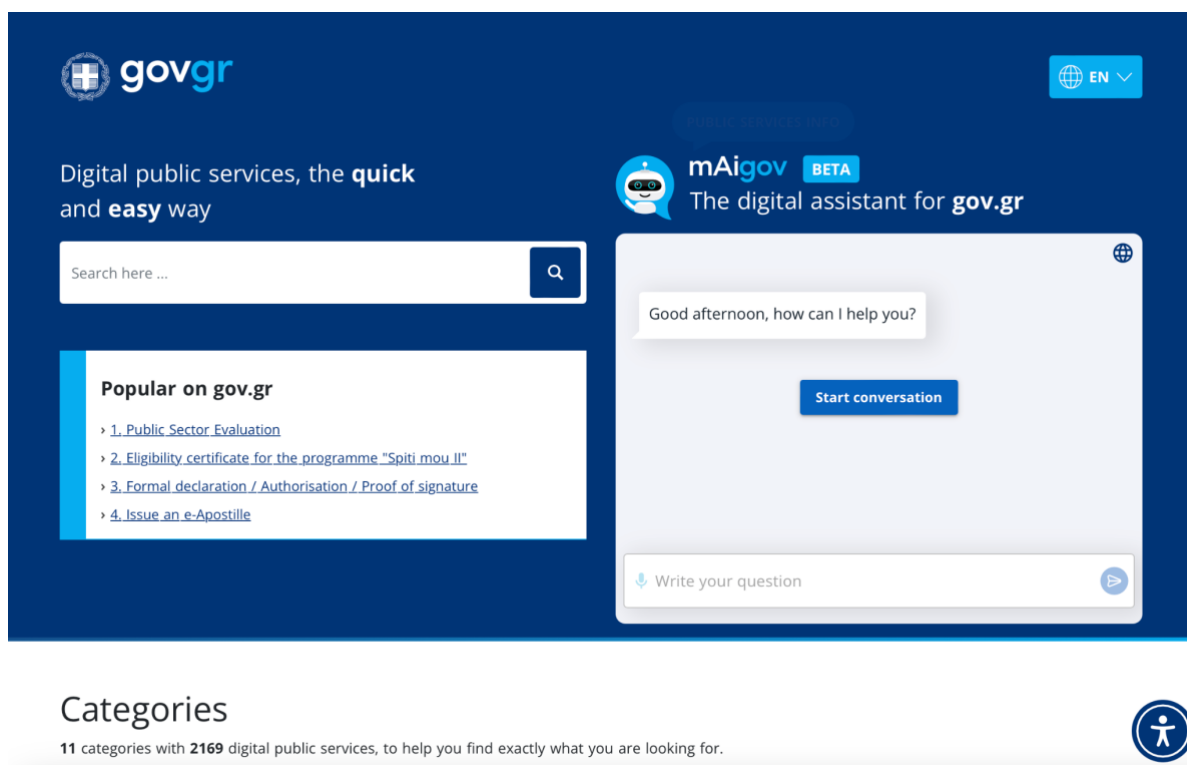 govgr
EN
Digital public services, the quick
and easy way
Search here ...
Popular on gov.gr
› 1. Public Sector Evaluation
› 2. Eligibility certificate for the programme "Spiti mou II"
› 3. Formal declaration / Authorisation / Proof of signature
› 4. Issue an e-Apostille
PUBLIC SERVICES INFO
mAigov BETA
The digital assistant for gov.gr
Good afternoon, how can I help you?
Start conversation
Write your question
Categories
11 categories with 2169 digital public services, to help you find exactly what you are looking for.